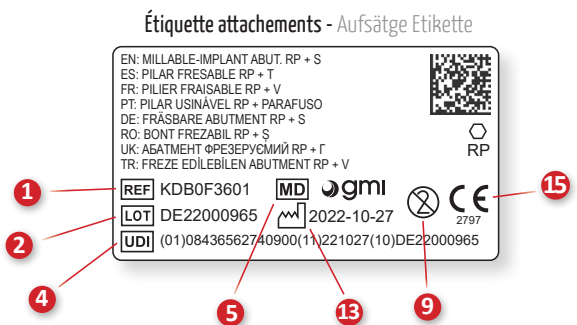 Étiquette attachements - Aufsätge Etikette
EN: MILLABLE-IMPLANT ABUT. RP + S
ES: PILAR FRESABLE RP + T
FR: PILIER FRAISABLE RP + V
PT: PILAR USINÁVEL RP + PARAFUSO
DE: FRÄSBARE ABUTMENT RP + S
RO: BONT FREZABIL RP + Ș
UK: АБАТМЕНТ ФРЕЗЕРУЄМИЙ RP + Г
TR: FREZE EDİLEBİLEN ABUTMENT RP + V
RP
1 REF KDB0F3601 MD gmi CE 15
2 LOT DE22000965 2022-10-27 2 2797
4 UDI (01)08436562740900(11)221027(10)DE22000965
5 13 9